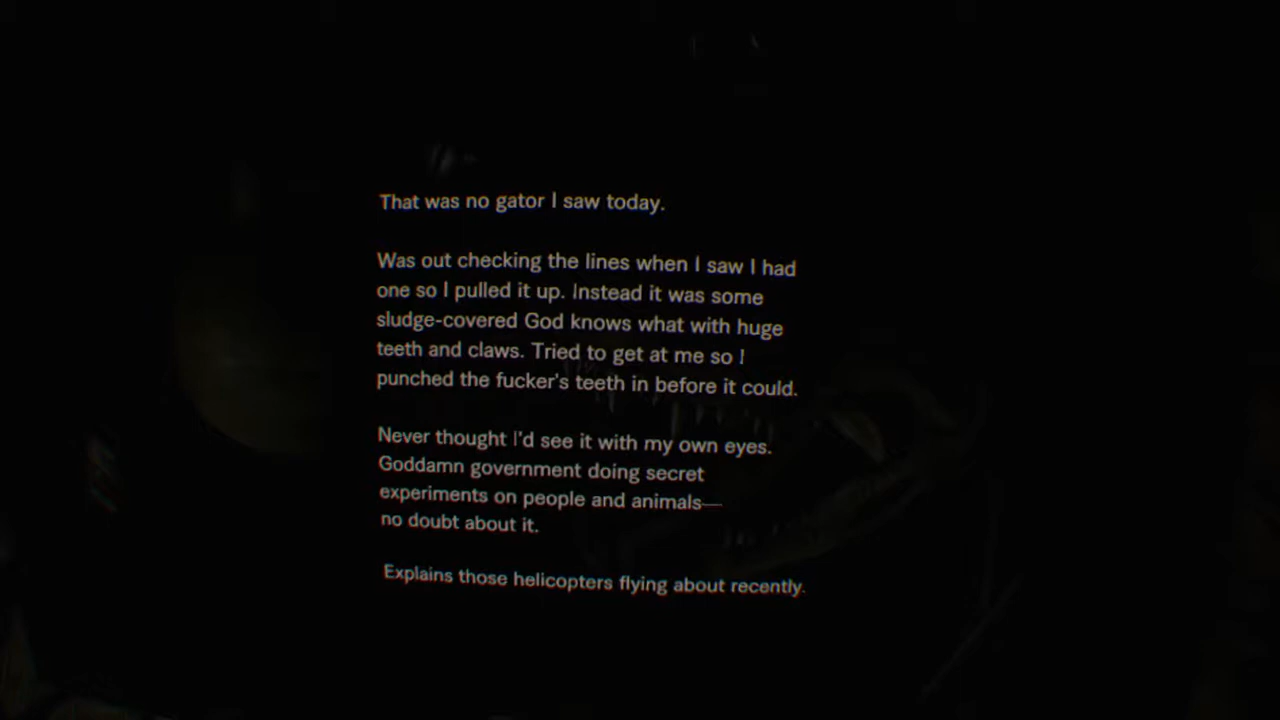 That was no gator I saw today.
Was out checking the lines when I saw I had
one so I pulled it up. Instead it was some
sludge-covered God knows what with huge
teeth and claws. Tried to get at me so I
punched the fucker's teeth in before it could.
Never thought I'd see it with my own eyes.
Goddamn government doing secret
experiments on people and animals—
no doubt about it.
Explains those helicopters flying about recently.